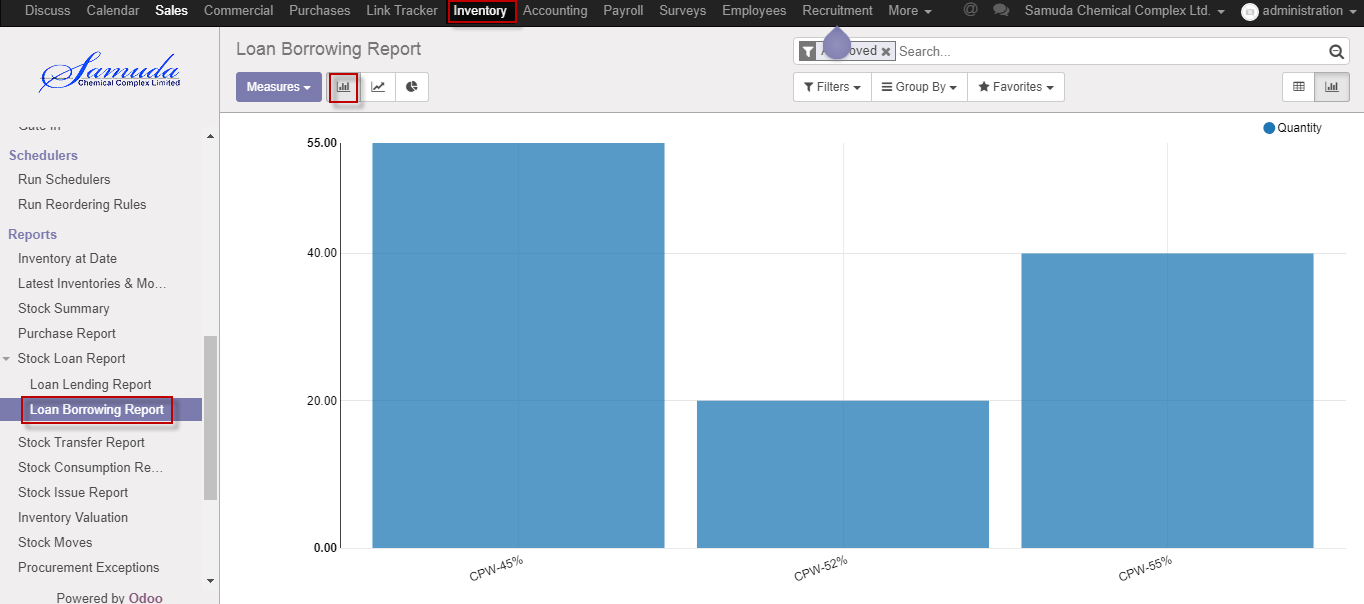 Discuss Calendar Sales Commercial Purchases Link Tracker Inventory Accounting Payroll Surveys Employees Recruitment More @ Samuda Chemical Complex Ltd. administration
Samuda
Chemical Complex Limited
Loan Borrowing Report
Search...
Measures
Filters Group By Favorites
Schedulers
Run Schedulers
Run Reordering Rules
Reports
Inventory at Date
Latest Inventories & Mo...
Stock Summary
Purchase Report
Stock Loan Report
Loan Lending Report
Loan Borrowing Report
Stock Transfer Report
Stock Consumption Re...
Stock Issue Report
Inventory Valuation
Stock Moves
Procurement Exceptions
Powered by Odoo
Quantity
55.00
40.00
20.00
0.00
CPW-45% CPW-52% CPW-55%